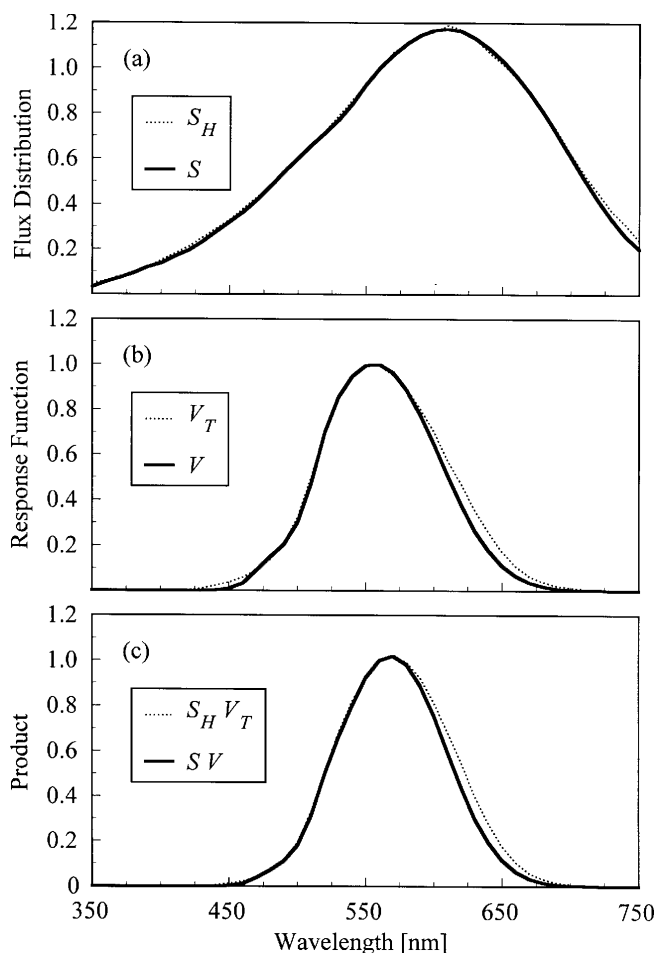 1.2
(a)
1.0
0.8
0.6
0.4
0.2
S_H
S
Flux Distribution
1.2
(b)
1.0
0.8
0.6
0.4
0.2
V_T
V
Response Function
1.2
(c)
1.0
0.8
0.6
0.4
0.2
0
S_H V_T
S V
Product
350 450 550 650 750
Wavelength [nm]